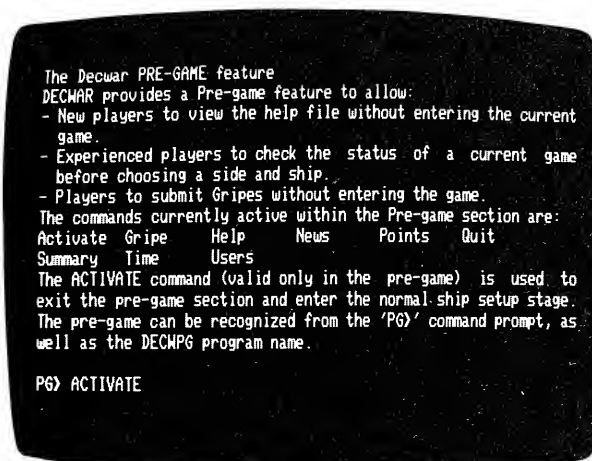 The Decwar PRE-GAME feature
DECWAR provides a Pre-game feature to allow:
- New players to view the help file without entering the current
game.
- Experienced players to check the status of a current game
before choosing a side and ship.
- Players to submit Gripes without entering the game.
The commands currently active within the Pre-game section are:
Activate Gripe Help News Points Quit
Summary Time Users
The ACTIVATE command (valid only in the pre-game) is used to
exit the pre-game section and enter the normal ship setup stage.
The pre-game can be recognized from the 'PG>' command prompt, as
well as the DECWPG program name.
PG> ACTIVATE